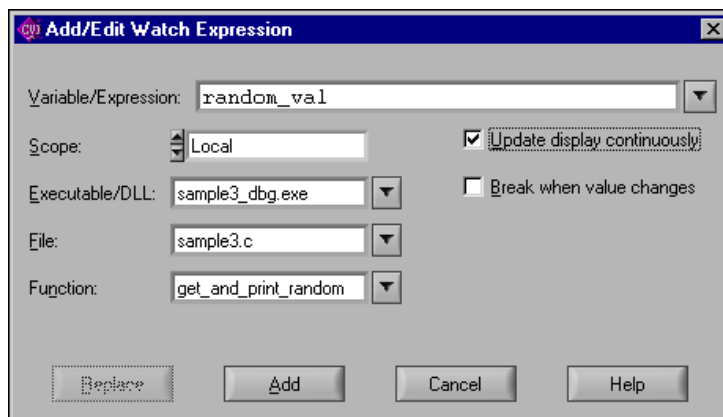 CVI Add/Edit Watch Expression
Variable/Expression: random_val
Scope: Local
Update display continuously
Executable/DLL: sample3_dbg.exe
Break when value changes
File: sample3.c
Function: get_and_print_random
Replace Add Cancel Help